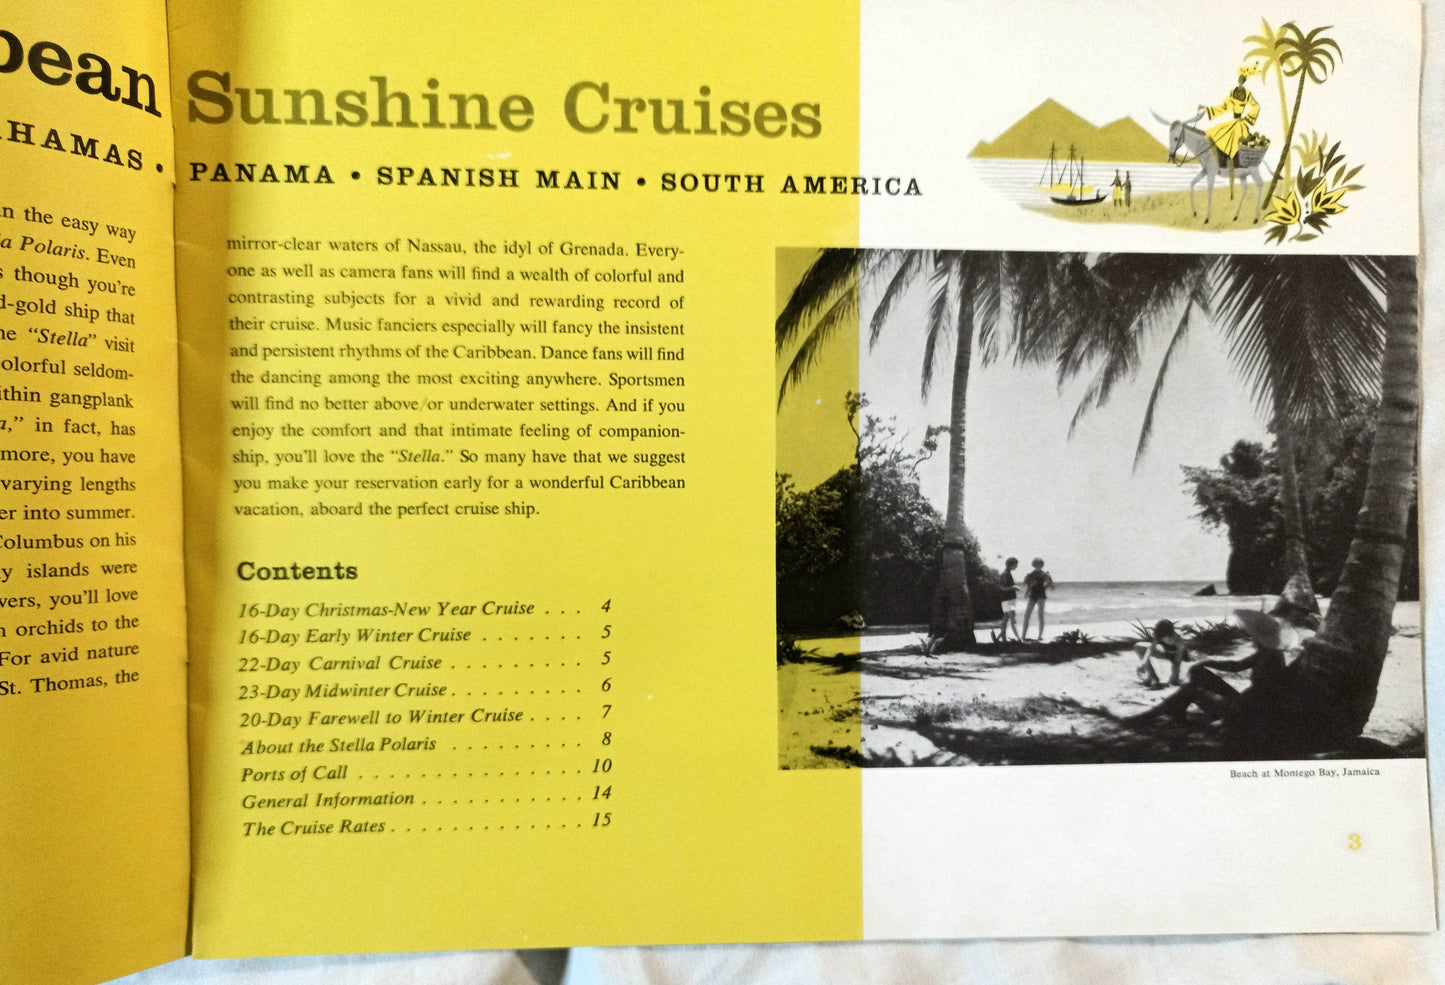 bean Sunshine Cruises
HAMAS • PANAMA • SPANISH MAIN • SOUTH AMERICA
in the easy way
Polaris. Even
though you're
d-gold ship that
"Stella" visit
colorful seldom-
within gangplank
in fact, has
more, you have
varying lengths
er into summer.
Columbus on his
islands were
vers, you'll love
orchids to the
For avid nature
St. Thomas, the
mirror-clear waters of Nassau, the idyl of Grenada. Every-
one as well as camera fans will find a wealth of colorful and
contrasting subjects for a vivid and rewarding record of
their cruise. Music fanciers especially will fancy the insistent
and persistent rhythms of the Caribbean. Dance fans will find
the dancing among the most exciting anywhere. Sportsmen
will find no better above/or underwater settings. And if you
enjoy the comfort and that intimate feeling of companion-
ship, you'll love the "Stella." So many have that we suggest
you make your reservation early for a wonderful Caribbean
vacation, aboard the perfect cruise ship.
Contents
16-Day Christmas-New Year Cruise . . . 4
16-Day Early Winter Cruise . . . . . . . 5
22-Day Carnival Cruise . . . . . . . . . 5
23-Day Midwinter Cruise . . . . . . . . . 6
20-Day Farewell to Winter Cruise . . . . 7
About the Stella Polaris . . . . . . . . . 8
Ports of Call . . . . . . . . . . . . . . . 10
General Information . . . . . . . . . . . 14
The Cruise Rates . . . . . . . . . . . . . 15
Beach at Montego Bay, Jamaica
3